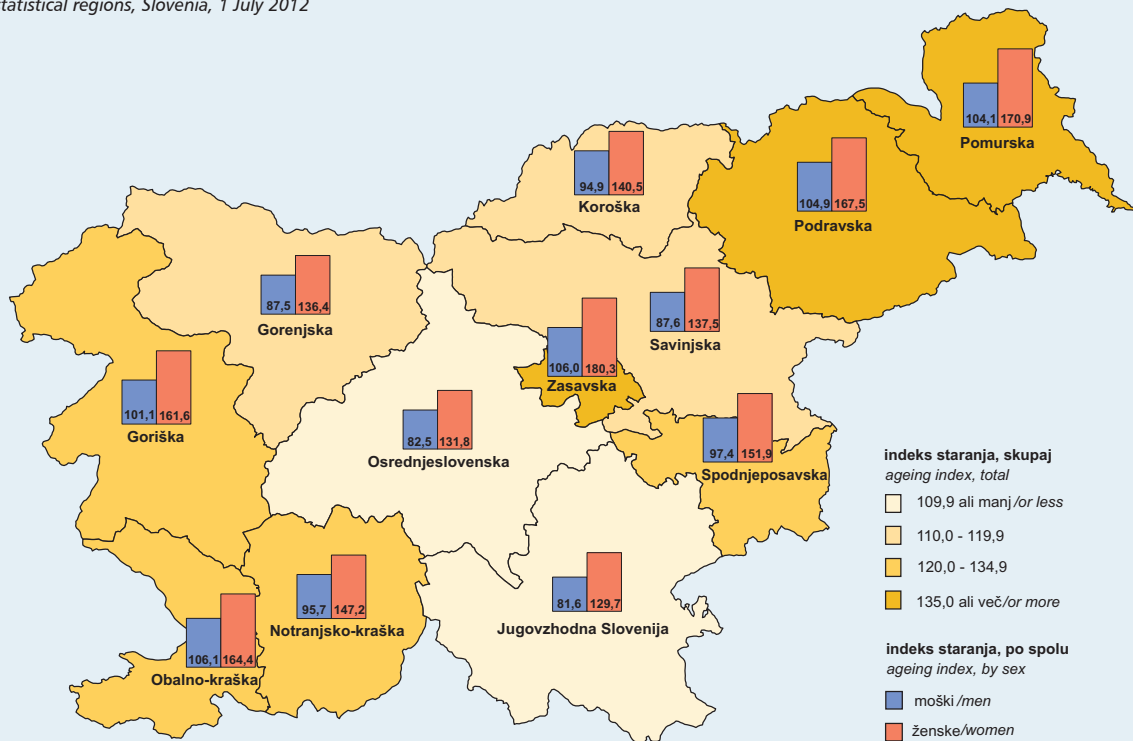 statistical regions, Slovenia, 1 July 2012
104,1 170,9
Pomurska
94,9 140,5
Koroška
104,9 167,5
Podravska
87,5 136,4
Gorenjska
87,6 137,5
Savinjska
106,0 180,3
Zasavska
101,1 161,6
Goriška
82,5 131,8
Osrednjeslovenska
97,4 151,9
Spodnjeposavska
95,7 147,2
Notranjsko-kraška
81,6 129,7
Jugovzhodna Slovenija
106,1 164,4
Obalno-kraška
indeks staranja, skupaj
ageing index, total
109,9 ali manj/or less
110,0 - 119,9
120,0 - 134,9
135,0 ali več/or more
indeks staranja, po spolu
ageing index, by sex
moški/men
ženske/women